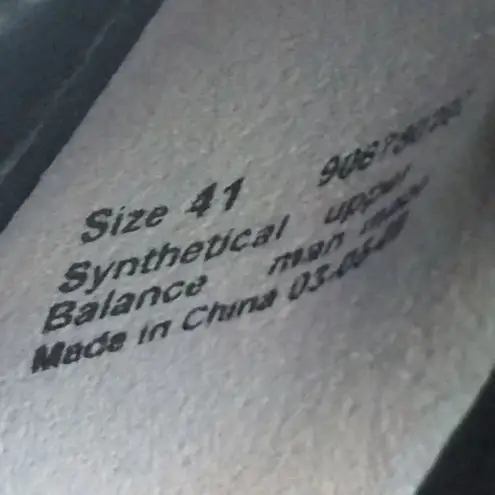 Size 41
Synthetical upper
Balance man made
Made in China